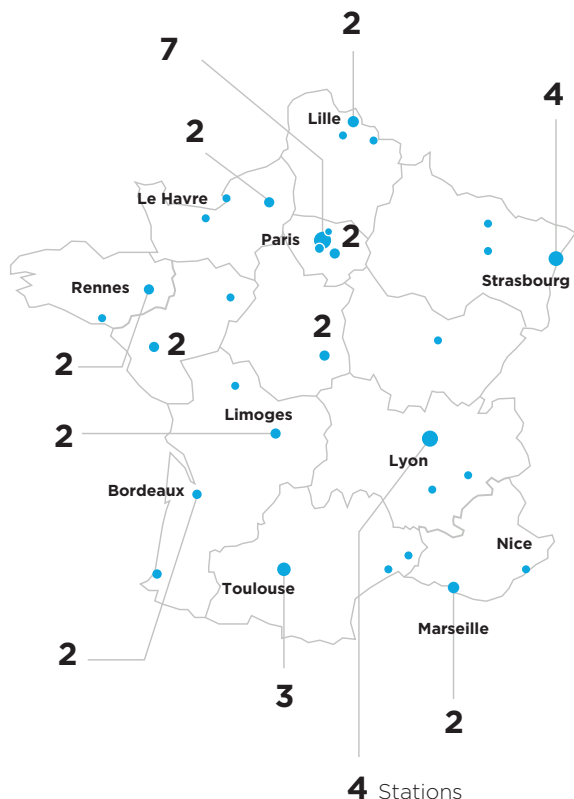 2
7
4
Lille
2
Le Havre
Paris
2
Strasbourg
Rennes
2
2
2
Limoges
2
Lyon
Bordeaux
Nice
Toulouse
Marseille
2
3
2
4 Stations